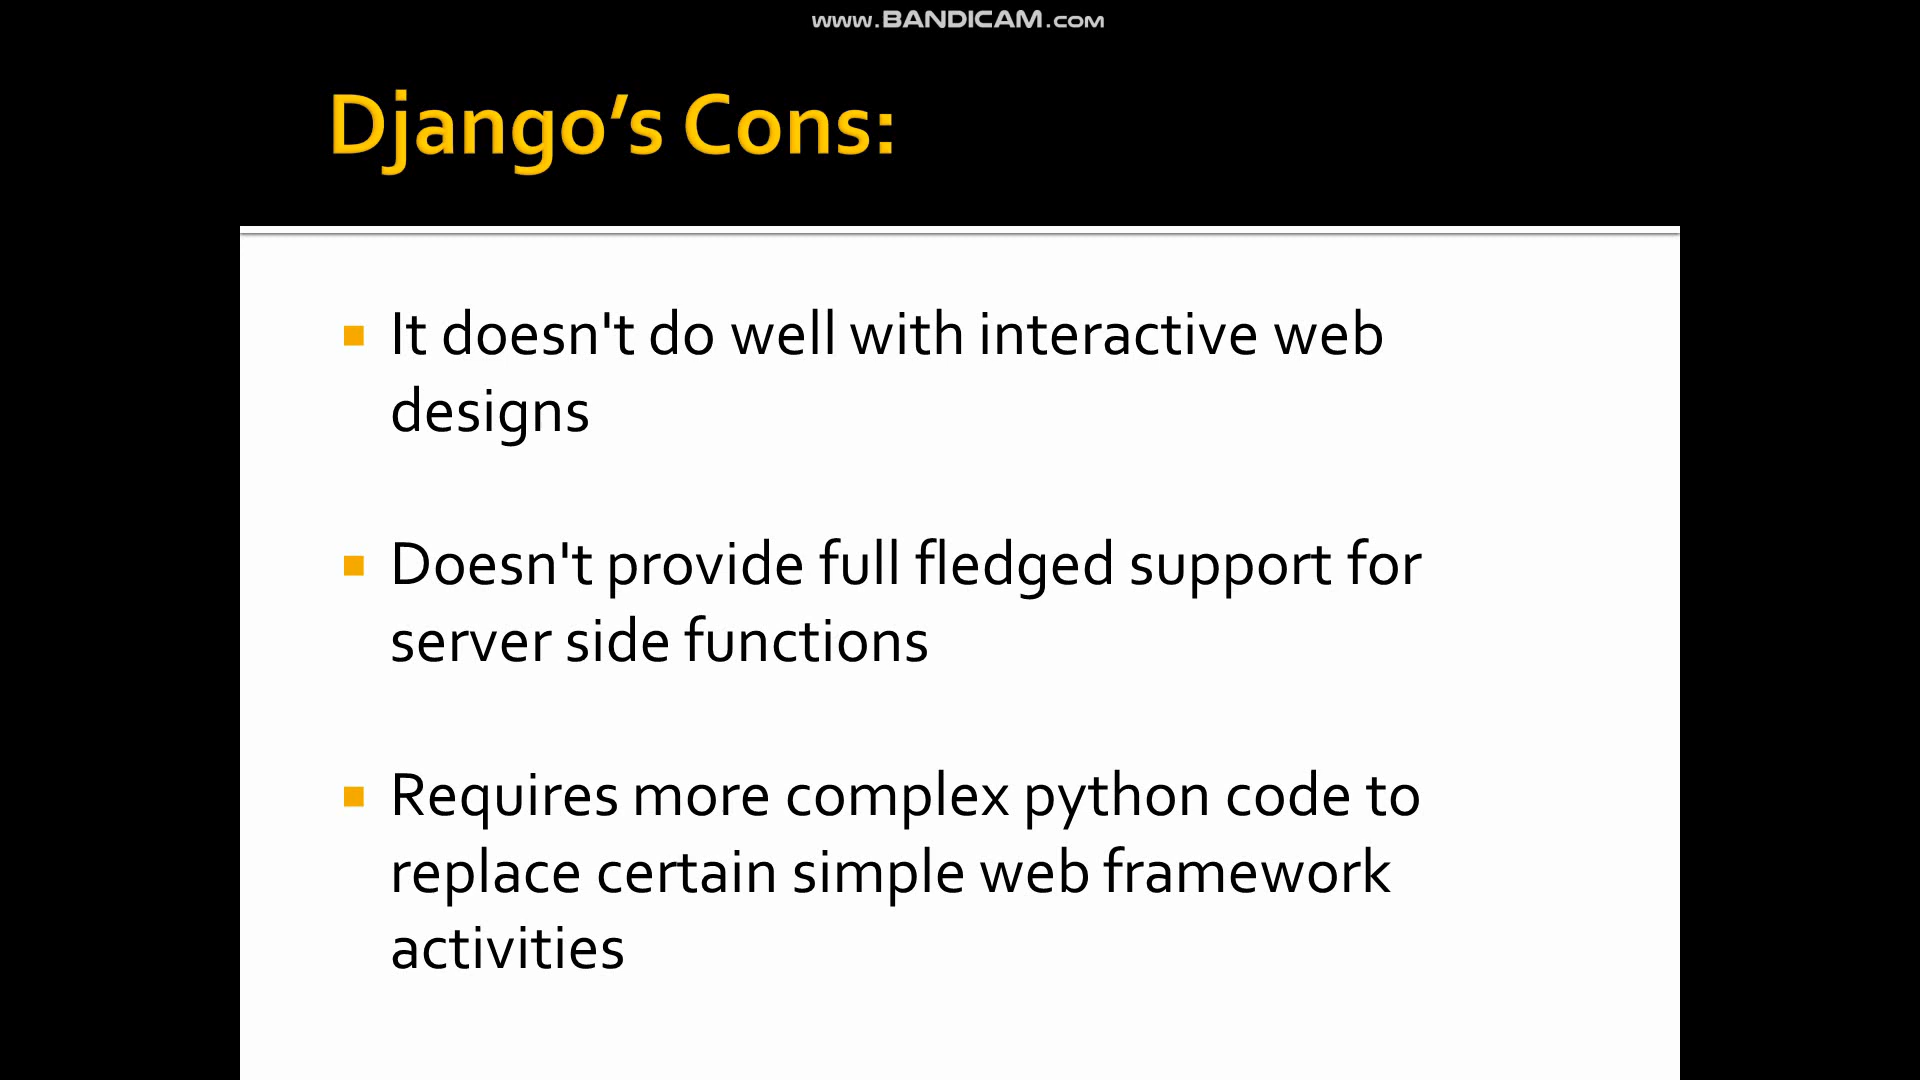 www.BANDICAM.com
Django’s Cons:
It doesn't do well with interactive web
designs
Doesn't provide full fledged support for
server side functions
Requires more complex python code to
replace certain simple web framework
activities